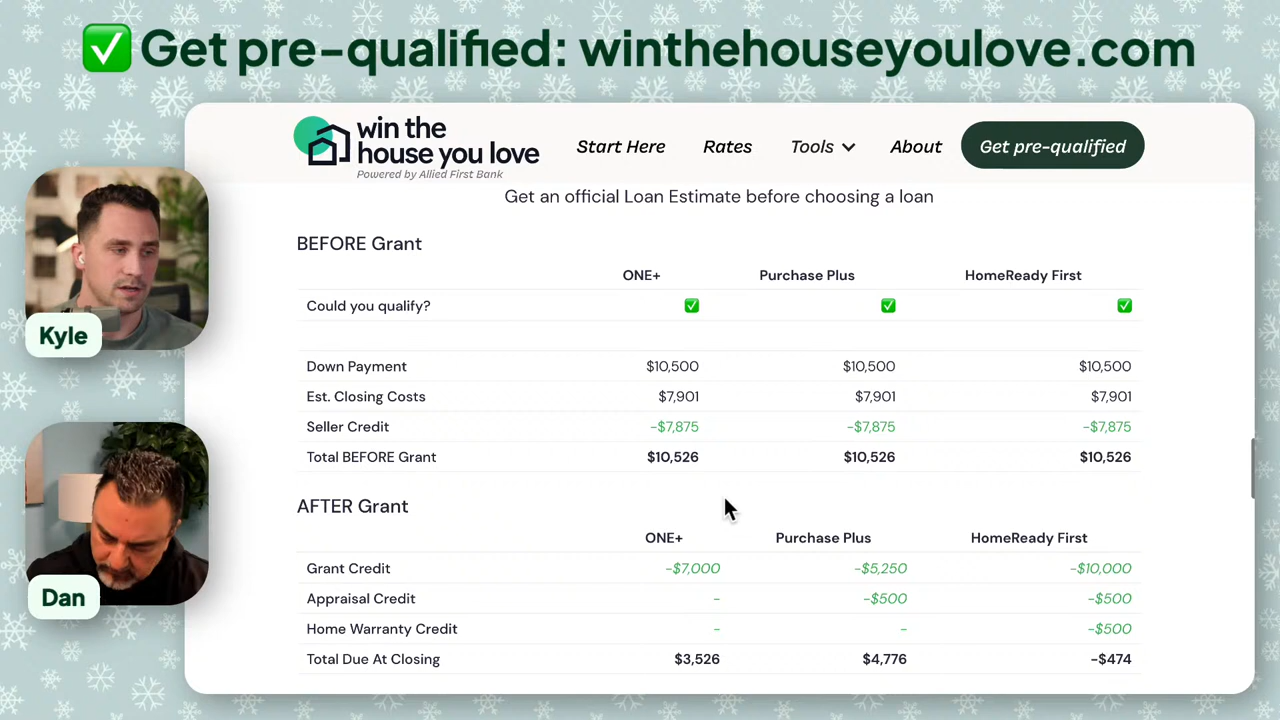 ✅ Get pre-qualified: winthehouseyoulove.com
win the
house you love
Powered by Allied First Bank
Start Here Rates Tools About Get pre-qualified
Get an official Loan Estimate before choosing a loan
BEFORE Grant
ONE+ Purchase Plus HomeReady First
Could you qualify? ✅ ✅ ✅
Down Payment $10,500 $10,500 $10,500
Est. Closing Costs $7,901 $7,901 $7,901
Seller Credit -$7,875 -$7,875 -$7,875
Total BEFORE Grant $10,526 $10,526 $10,526
AFTER Grant
ONE+ Purchase Plus HomeReady First
Grant Credit -$7,000 -$5,250 -$10,000
Appraisal Credit - -$500 -$500
Home Warranty Credit - - -$500
Total Due At Closing $3,526 $4,776 -$474
Kyle
Dan